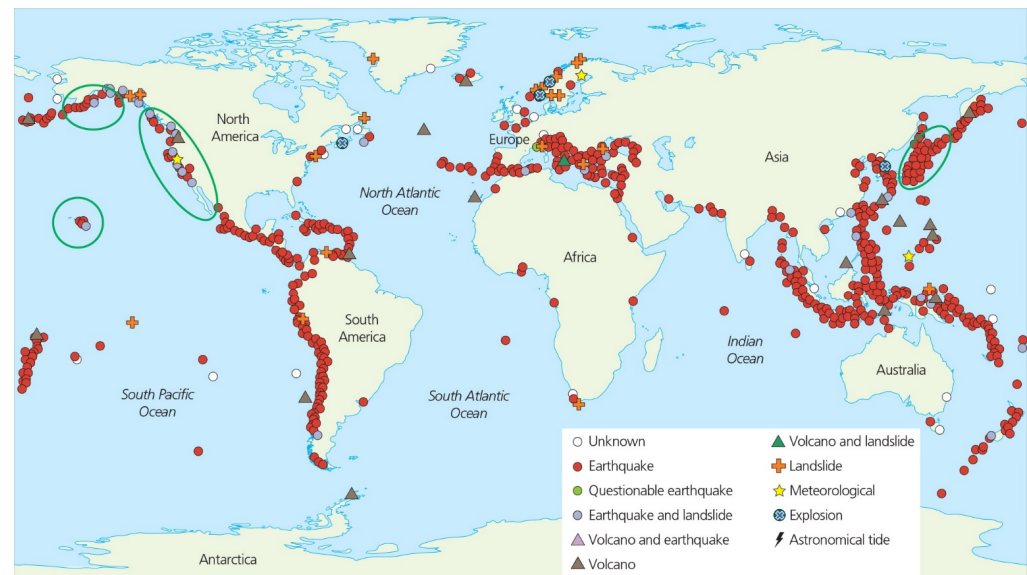 North
America
Europe
Asia
North Atlantic
Ocean
Africa
South
America
Indian
Ocean
Australia
South Pacific
Ocean
South Atlantic
Ocean
Antarctica
Unknown
Earthquake
Questionable earthquake
Earthquake and landslide
Volcano and earthquake
Volcano
Volcano and landslide
Landslide
Meteorological
Explosion
Astronomical tide